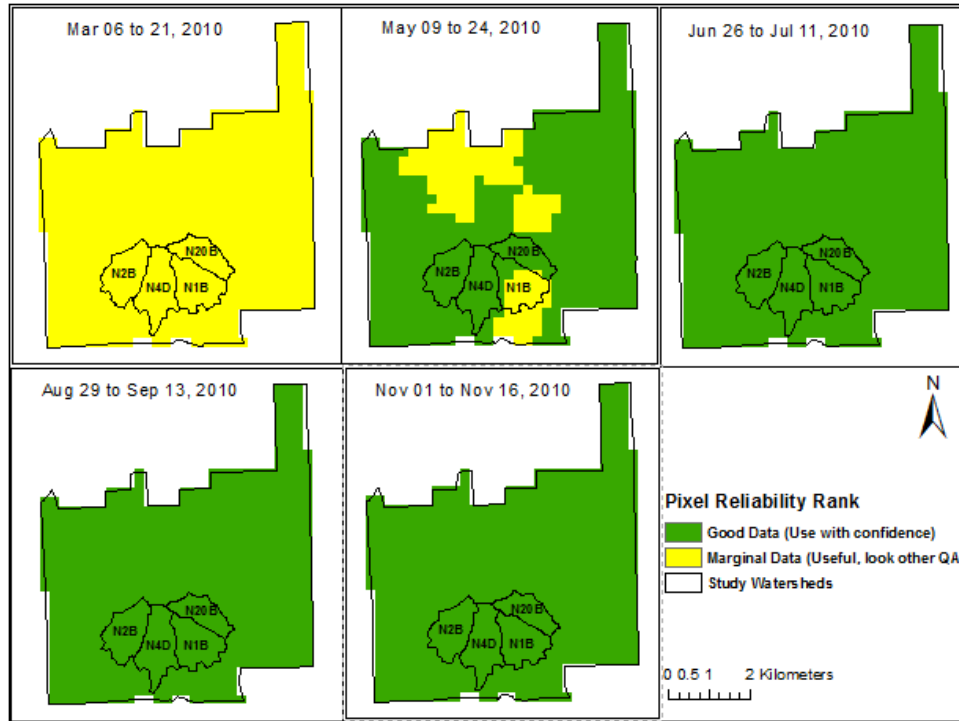 Mar 06 to 21, 2010
May 09 to 24, 2010
Jun 26 to Jul 11, 2010
N2B
N4D
N20B
N1B
N2B
N4D
N20B
N1B
N2B
N4D
N20B
N1B
Aug 29 to Sep 13, 2010
Nov 01 to Nov 16, 2010
N2B
N4D
N20B
N1B
N2B
N4D
N20B
N1B
N
Pixel Reliability Rank
Good Data (Use with confidence)
Marginal Data (Useful, look other QA
Study Watersheds
0 0.5 1 2 Kilometers